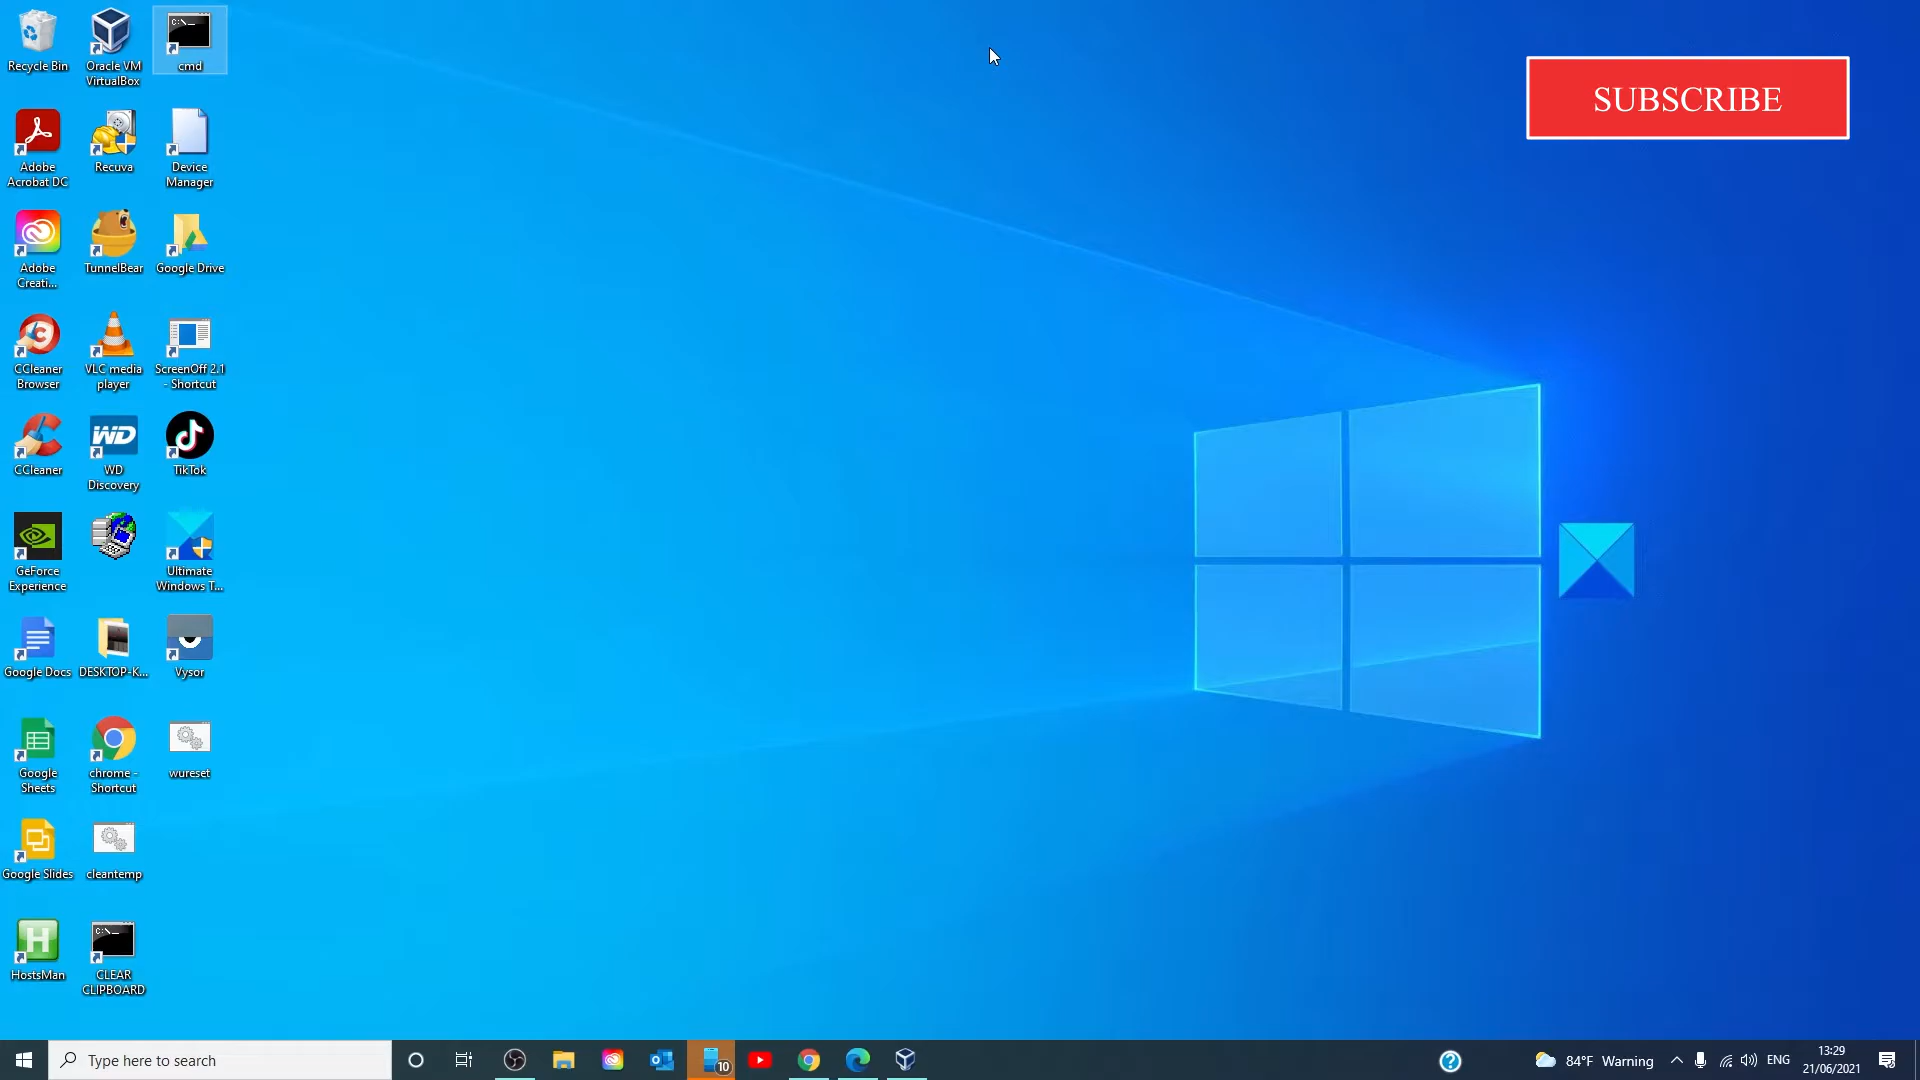 Recycle Bin
Oracle VM
VirtualBox
cmd
C:\_
SUBSCRIBE
Adobe
Acrobat DC
Recuva
Device
Manager
Adobe
Creati...
TunnelBear
Google Drive
CCleaner
Browser
VLC media
player
ScreenOff 2.1
- Shortcut
CCleaner
WD
WD
Discovery
TikTok
GeForce
Experience
Ultimate
Windows T...
Google Docs
DESKTOP-K...
Vysor
Google
Sheets
chrome -
Shortcut
wureset
Google Slides
cleantemp
H
HostsMan
C:\_
CLEAR
CLIPBOARD
Type here to search
10
84°F Warning
ENG
13:29
21/06/2021